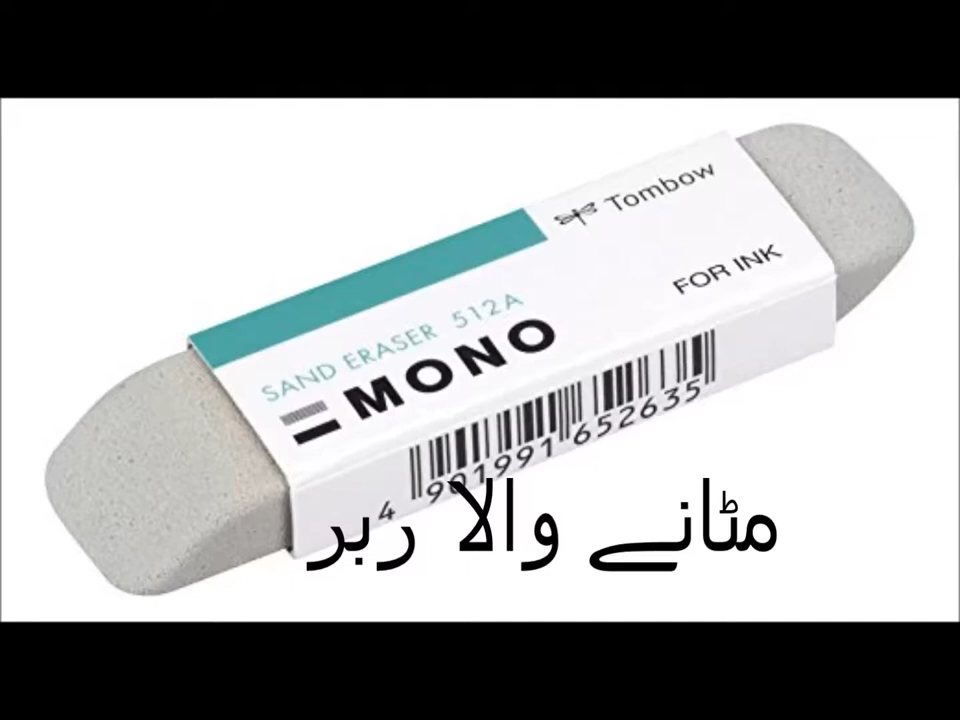 Tombow
FOR INK
SAND ERASER 512A
MONO
4 901991 652635
مٹانے والا ربر